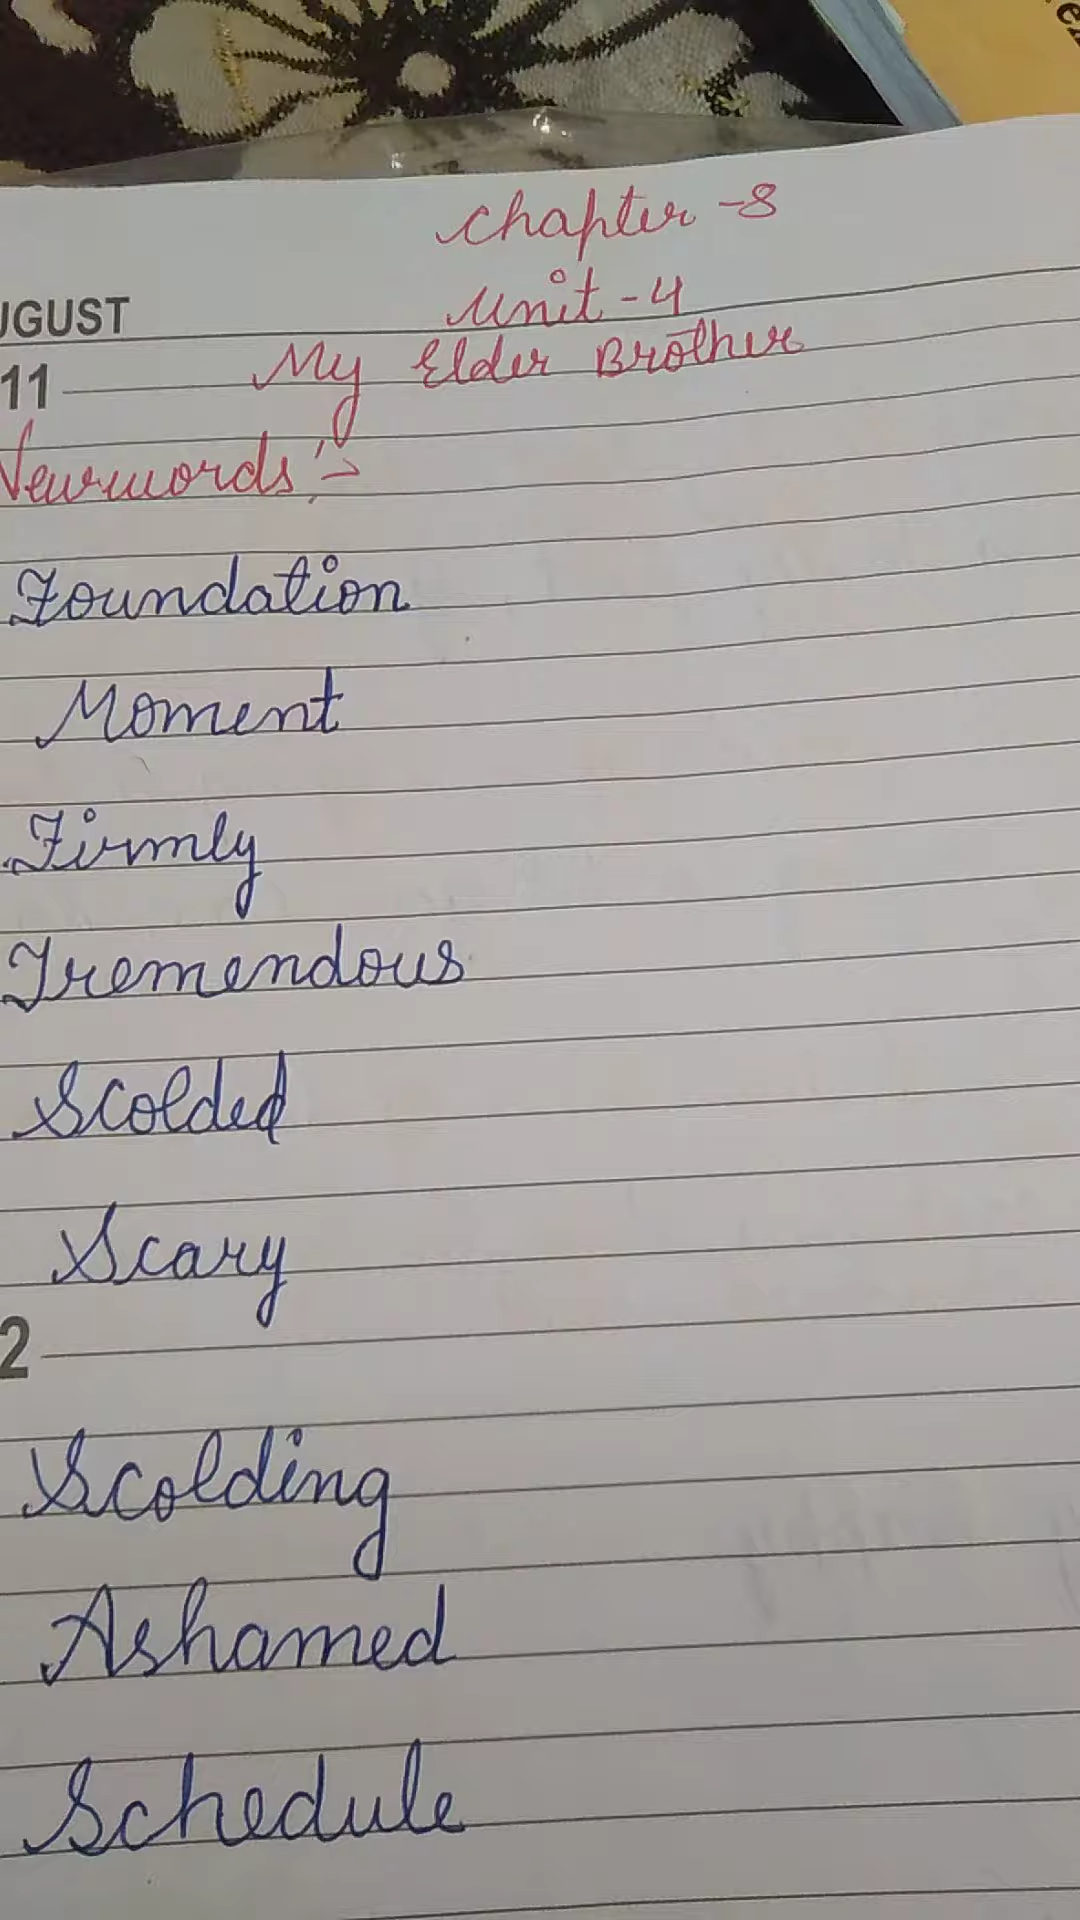 Chapter -8
UGUST
Unit - 4
11
My Elder Brother
Newwords :->
Foundation
Moment
Firmly
Tremendous
Scolded
Scary
2
Scolding
Ashamed
Schedule